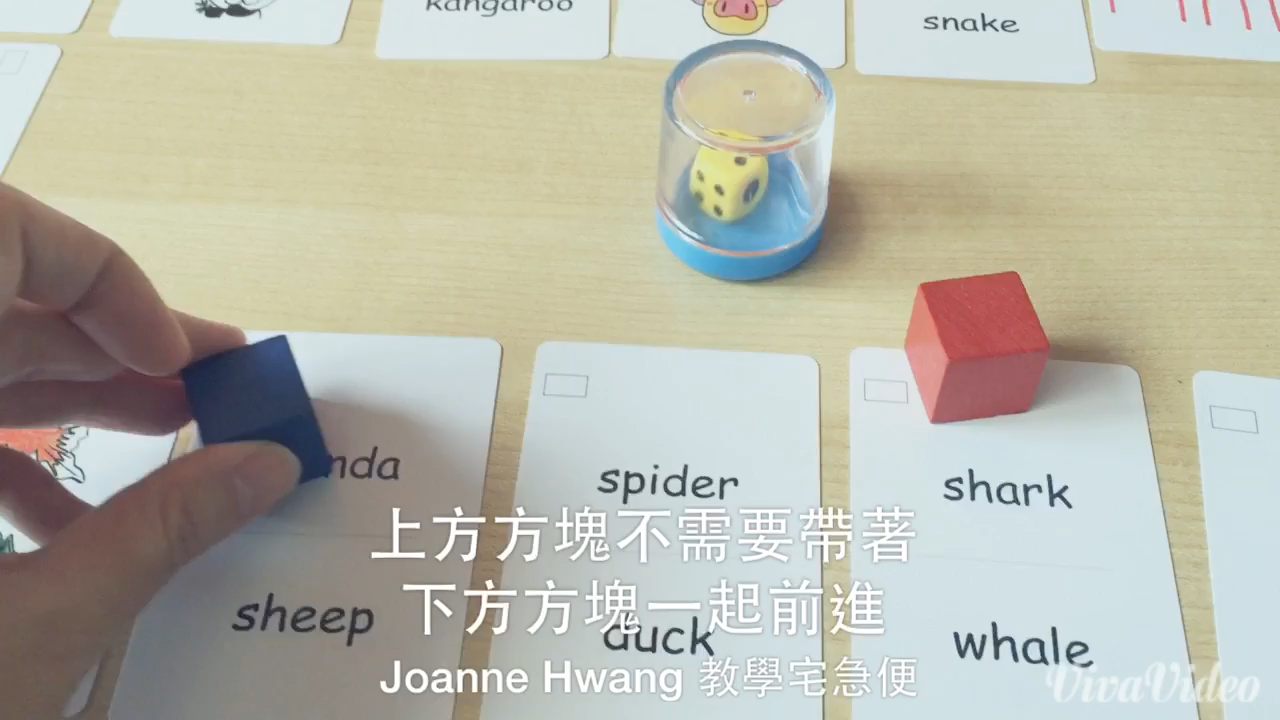 kangaroo
snake
nda
spider
shark
上方方塊不需要帶著
下方方塊一起前進
sheep
duck
whale
Joanne Hwang 教學宅急便
VivaVideo